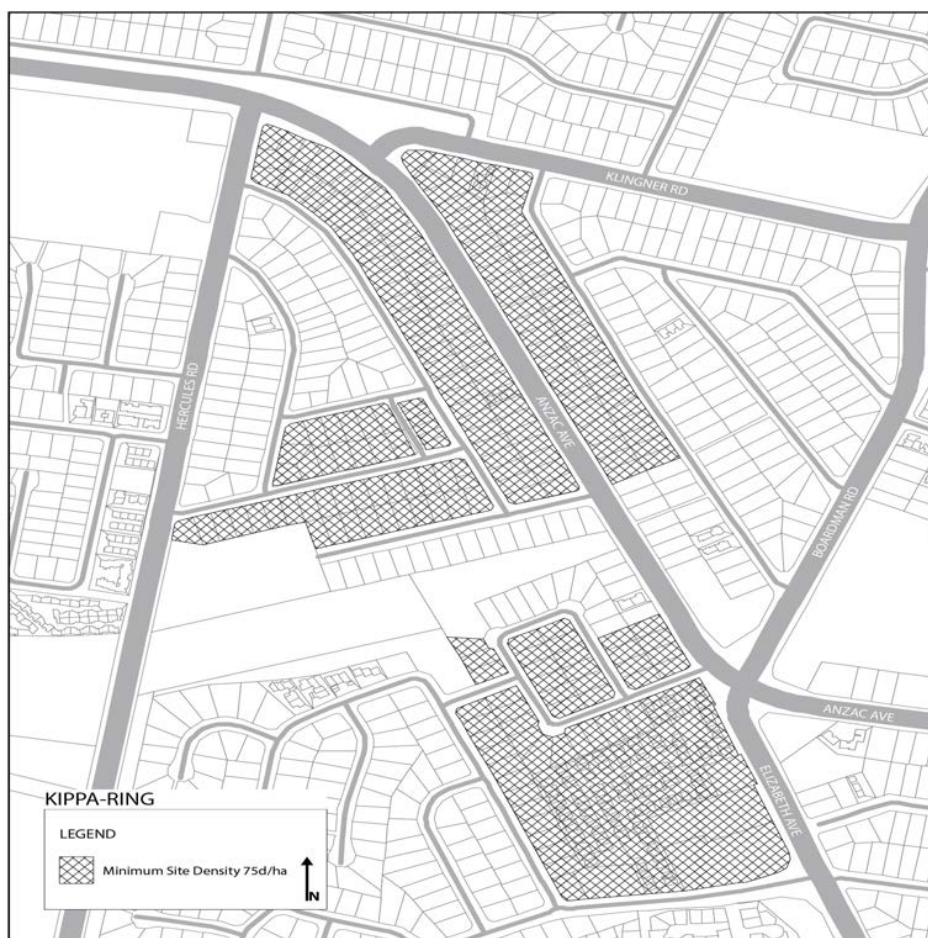 KLINGNER RD
HERCULES RD
ANZAC AVE
BOARDMAN RD
ANZAC AVE
ELIZABETH AVE
KIPPA-RING
LEGEND
Minimum Site Density 75d/ha
N